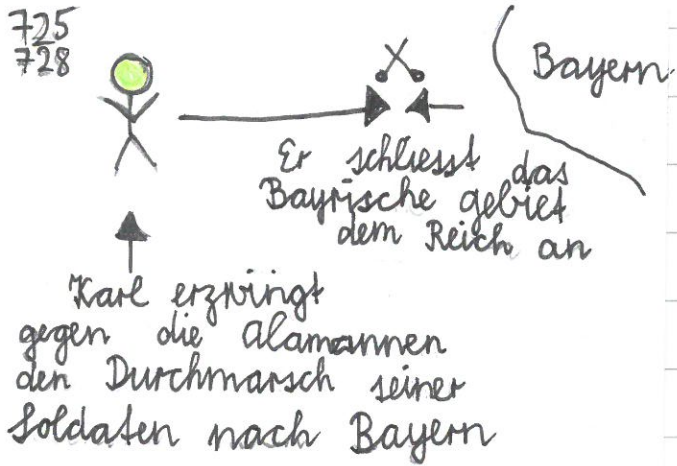 725
728
Bayern
Er schliesst das
Bayrische gebiet
dem Reich an
Karl erzwingt
gegen die Alamannen
den Durchmarsch seiner
Soldaten nach Bayern